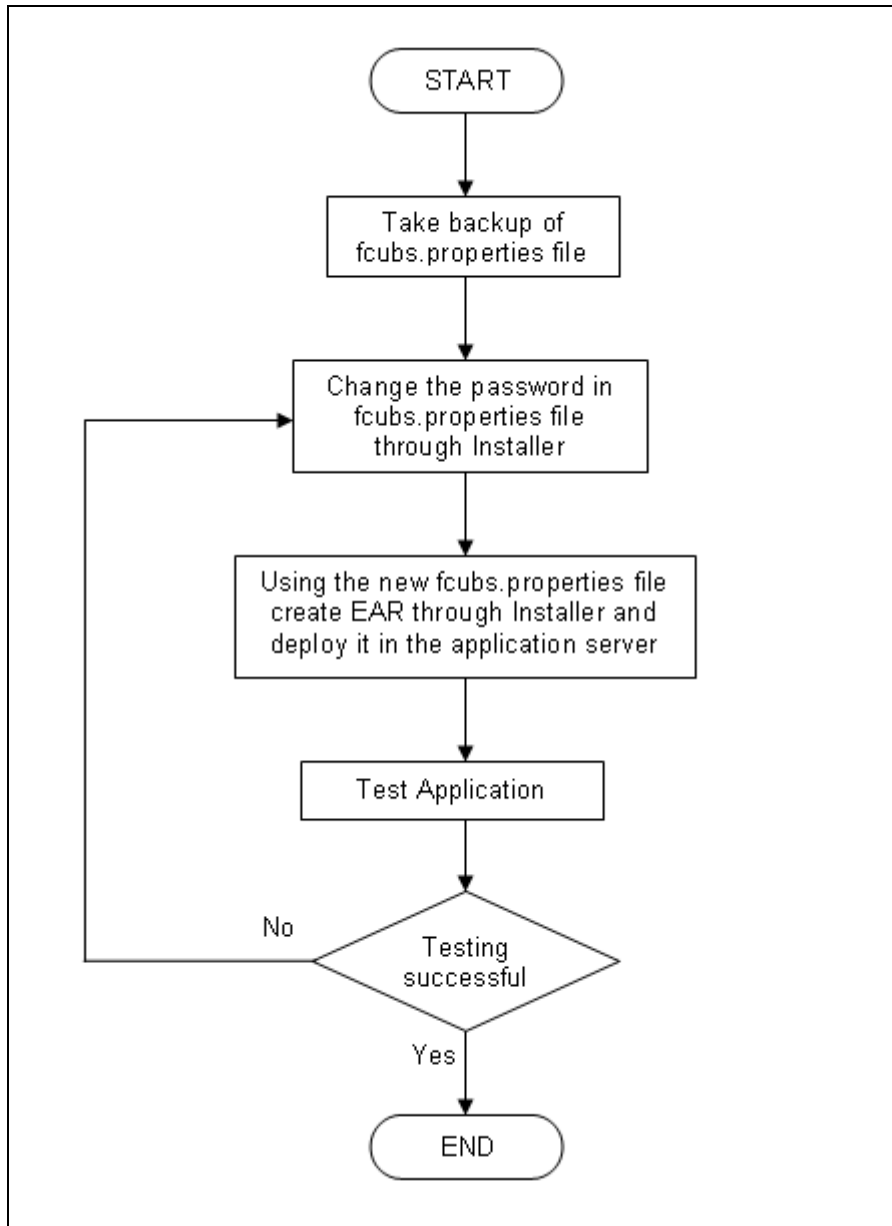 START
Take backup of
fcubs.properties file
Change the password in
fcubs.properties file
through Installer
Using the new fcubs.properties file
create EAR through Installer and
deploy it in the application server
Test Application
No
Testing
successful
Yes
END